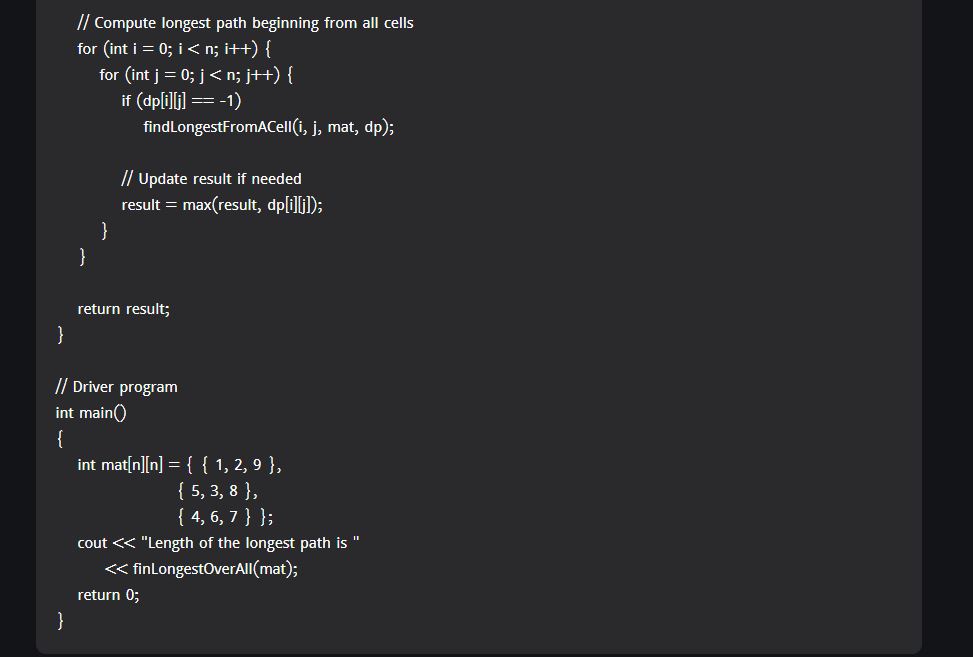 // Compute longest path beginning from all cells
for (int i = 0; i < n; i++) {
for (int j = 0; j < n; j++) {
if (dp[i][j] == -1)
findLongestFromACell(i, j, mat, dp);
// Update result if needed
result = max(result, dp[i][j]);
}
}
return result;
}
// Driver program
int main()
{
int mat[n][n] = { { 1, 2, 9 },
{ 5, 3, 8 },
{ 4, 6, 7 } };
cout << "Length of the longest path is "
<< finLongestOverAll(mat);
return 0;
}